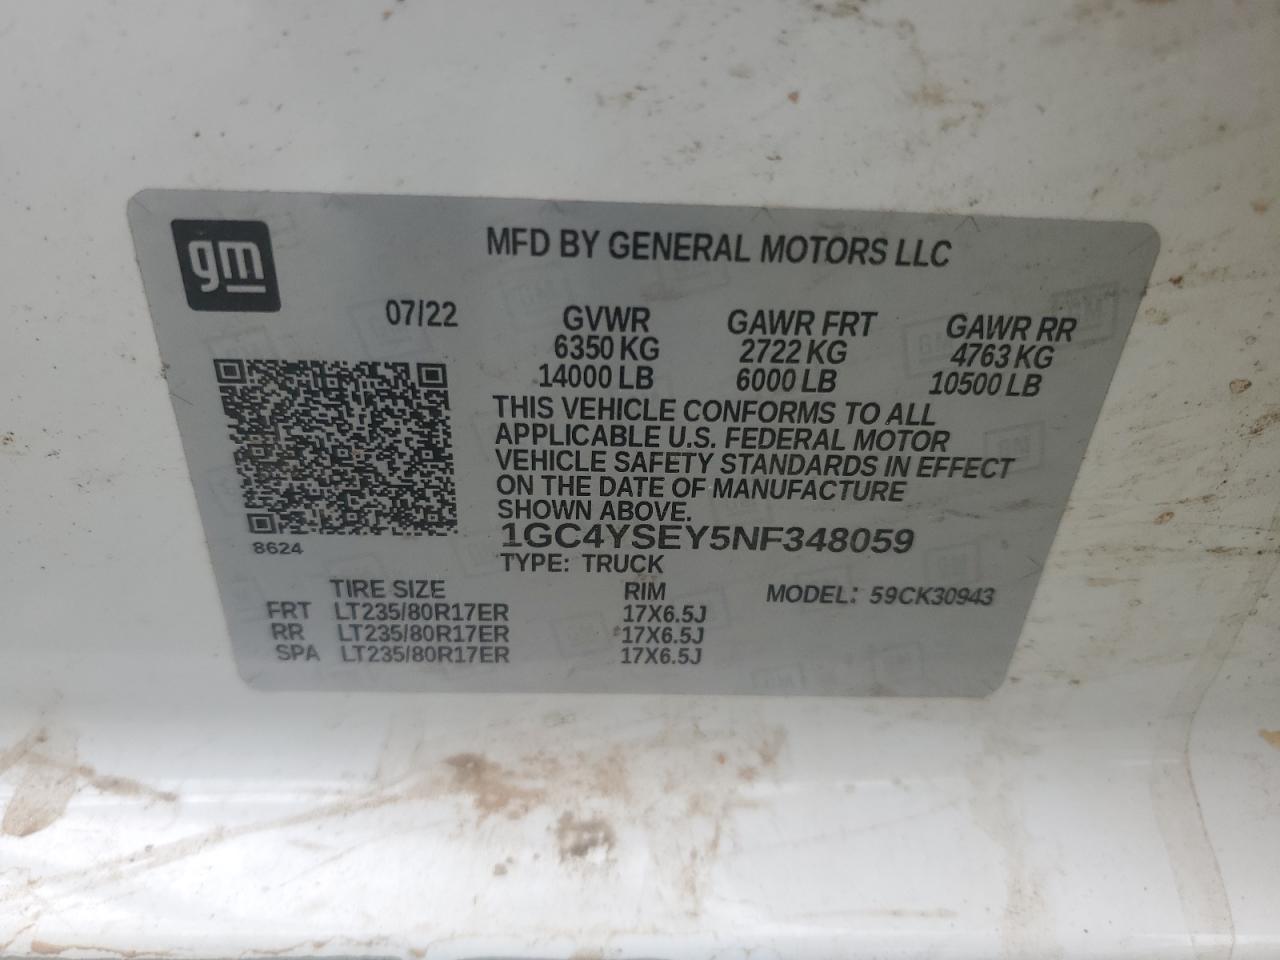 gm
MFD BY GENERAL MOTORS LLC
07/22 GVWR GAWR FRT GAWR RR
6350 KG 2722 KG 4763 KG
14000 LB 6000 LB 10500 LB
THIS VEHICLE CONFORMS TO ALL
APPLICABLE U.S. FEDERAL MOTOR
VEHICLE SAFETY STANDARDS IN EFFECT
ON THE DATE OF MANUFACTURE
SHOWN ABOVE.
1GC4YSEY5NF348059
8624
TYPE: TRUCK
TIRE SIZE RIM MODEL: 59CK30943
FRT LT235/80R17ER 17X6.5J
RR LT235/80R17ER 17X6.5J
SPA LT235/80R17ER 17X6.5J